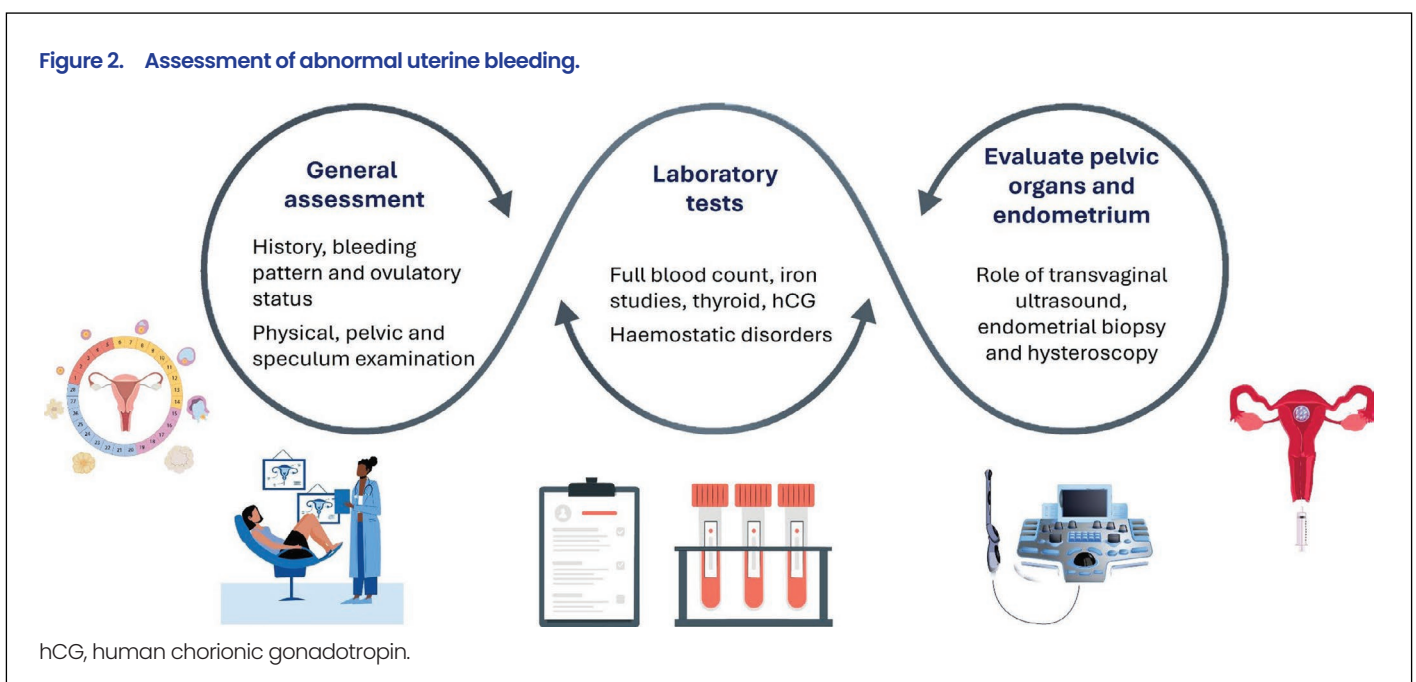 Figure 2. Assessment of abnormal uterine bleeding.
General
assessment
History, bleeding
pattern and ovulatory
status
Physical, pelvic and
speculum examination
Laboratory
tests
Full blood count, iron
studies, thyroid, hCG
Haemostatic disorders
Evaluate pelvic
organs and
endometrium
Role of transvaginal
ultrasound,
endometrial biopsy
and hysteroscopy
hCG, human chorionic gonadotropin.